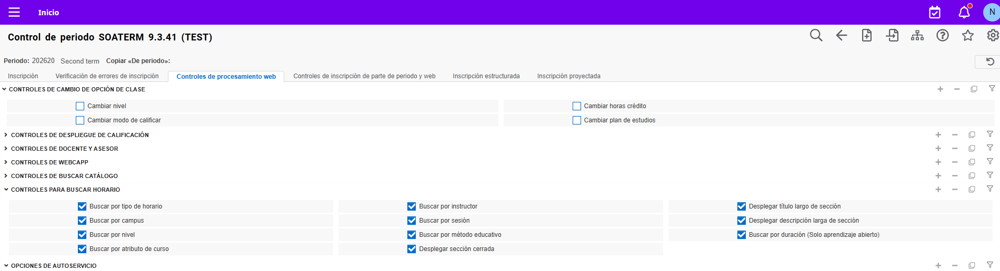 Inicio
N
Control de periodo SOATERM 9.3.41 (TEST)
Periodo: 202620 Second term Copiar «De periodo»:
Inscripción Verificación de errores de inscripción Controles de procesamiento web Controles de inscripción de parte de periodo y web Inscripción estructurada Inscripción proyectada
CONTROLES DE CAMBIO DE OPCIÓN DE CLASE
Cambiar nivel Cambiar horas crédito
Cambiar modo de calificar Cambiar plan de estudios
CONTROLES DE DESPLIEGUE DE CALIFICACIÓN
CONTROLES DE DOCENTE Y ASESOR
CONTROLES DE WEBCAPP
CONTROLES DE BUSCAR CATÁLOGO
CONTROLES PARA BUSCAR HORARIO
Buscar por tipo de horario Buscar por instructor Desplegar título largo de sección
Buscar por campus Buscar por sesión Desplegar descripción larga de sección
Buscar por nivel Buscar por método educativo Buscar por duración (Solo aprendizaje abierto)
Buscar por atributo de curso Desplegar sección cerrada
OPCIONES DE AUTOSERVICIO